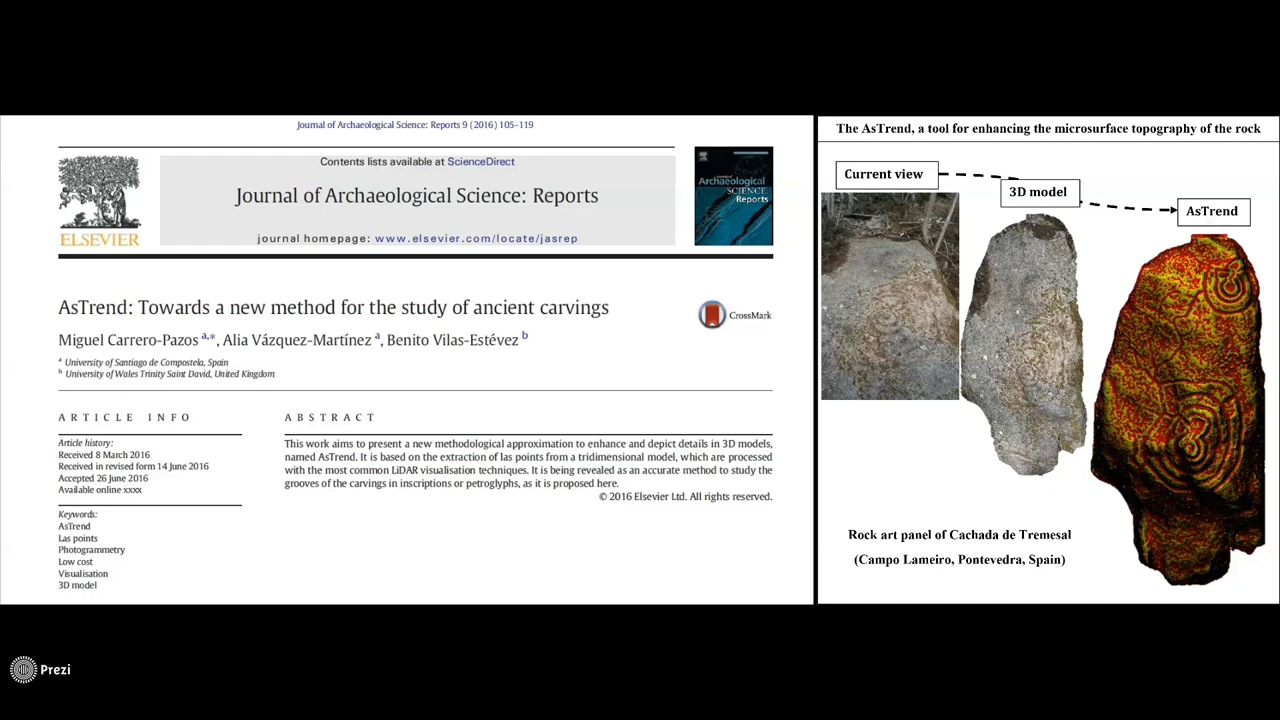 Journal of Archaeological Science: Reports 9 (2016) 105–119
Contents lists available at ScienceDirect
Journal of Archaeological Science: Reports
journal homepage: www.elsevier.com/locate/jasrep
ELSEVIER
Archaeological
SCIENCE
Reports
AsTrend: Towards a new method for the study of ancient carvings
CrossMark
Miguel Carrero-Pazos a,*, Alia Vázquez-Martínez a, Benito Vilas-Estévez b
a University of Santiago de Compostela, Spain
b University of Wales Trinity Saint David, United Kingdom
ARTICLE INFO
Article history:
Received 8 March 2016
Received in revised form 14 June 2016
Accepted 26 June 2016
Available online xxxx
Keywords:
AsTrend
Las points
Photogrammetry
Low cost
Visualisation
3D model
ABSTRACT
This work aims to present a new methodological approximation to enhance and depict details in 3D models,
named AsTrend. It is based on the extraction of las points from a tridimensional model, which are processed
with the most common LiDAR visualisation techniques. It is being revealed as an accurate method to study the
grooves of the carvings in inscriptions or petroglyphs, as it is proposed here.
© 2016 Elsevier Ltd. All rights reserved.
The AsTrend, a tool for enhancing the microsurface topography of the rock
Current view
3D model
AsTrend
Rock art panel of Cachada de Tremesal
(Campo Lameiro, Pontevedra, Spain)
Prezi